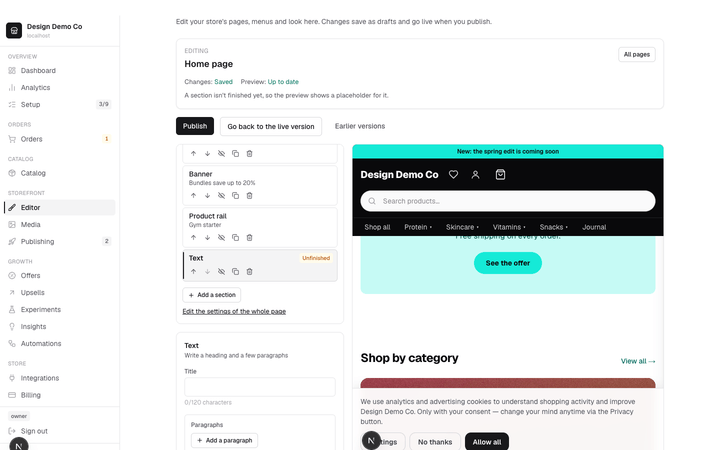 Design Demo Co
localhost
OVERVIEW
Dashboard
Analytics
Setup 3/9
ORDERS
Orders 1
CATALOG
Catalog
STOREFRONT
Editor
Media
Publishing 2
GROWTH
Offers
Upsells
Experiments
Insights
Automations
STORE
Integrations
Billing
owner
Sign out
N
Edit your store's pages, menus and look here. Changes save as drafts and go live when you publish.
EDITING
Home page
All pages
Changes: Saved Preview: Up to date
A section isn't finished yet, so the preview shows a placeholder for it.
Publish
Go back to the live version
Earlier versions
Banner
Bundles save up to 20%
Product rail
Gym starter
Text
Unfinished
Add a section
Edit the settings of the whole page
Text
Write a heading and a few paragraphs
Title
0/120 characters
Paragraphs
Add a paragraph
New: the spring edit is coming soon
Design Demo Co
Search products...
Shop all Protein Skincare Vitamins Snacks Journal
Free shipping on every order.
See the offer
Shop by category
View all →
We use analytics and advertising cookies to understand shopping activity and improve
Design Demo Co. Only with your consent — change your mind anytime via the Privacy
button.
N
No thanks
Allow all